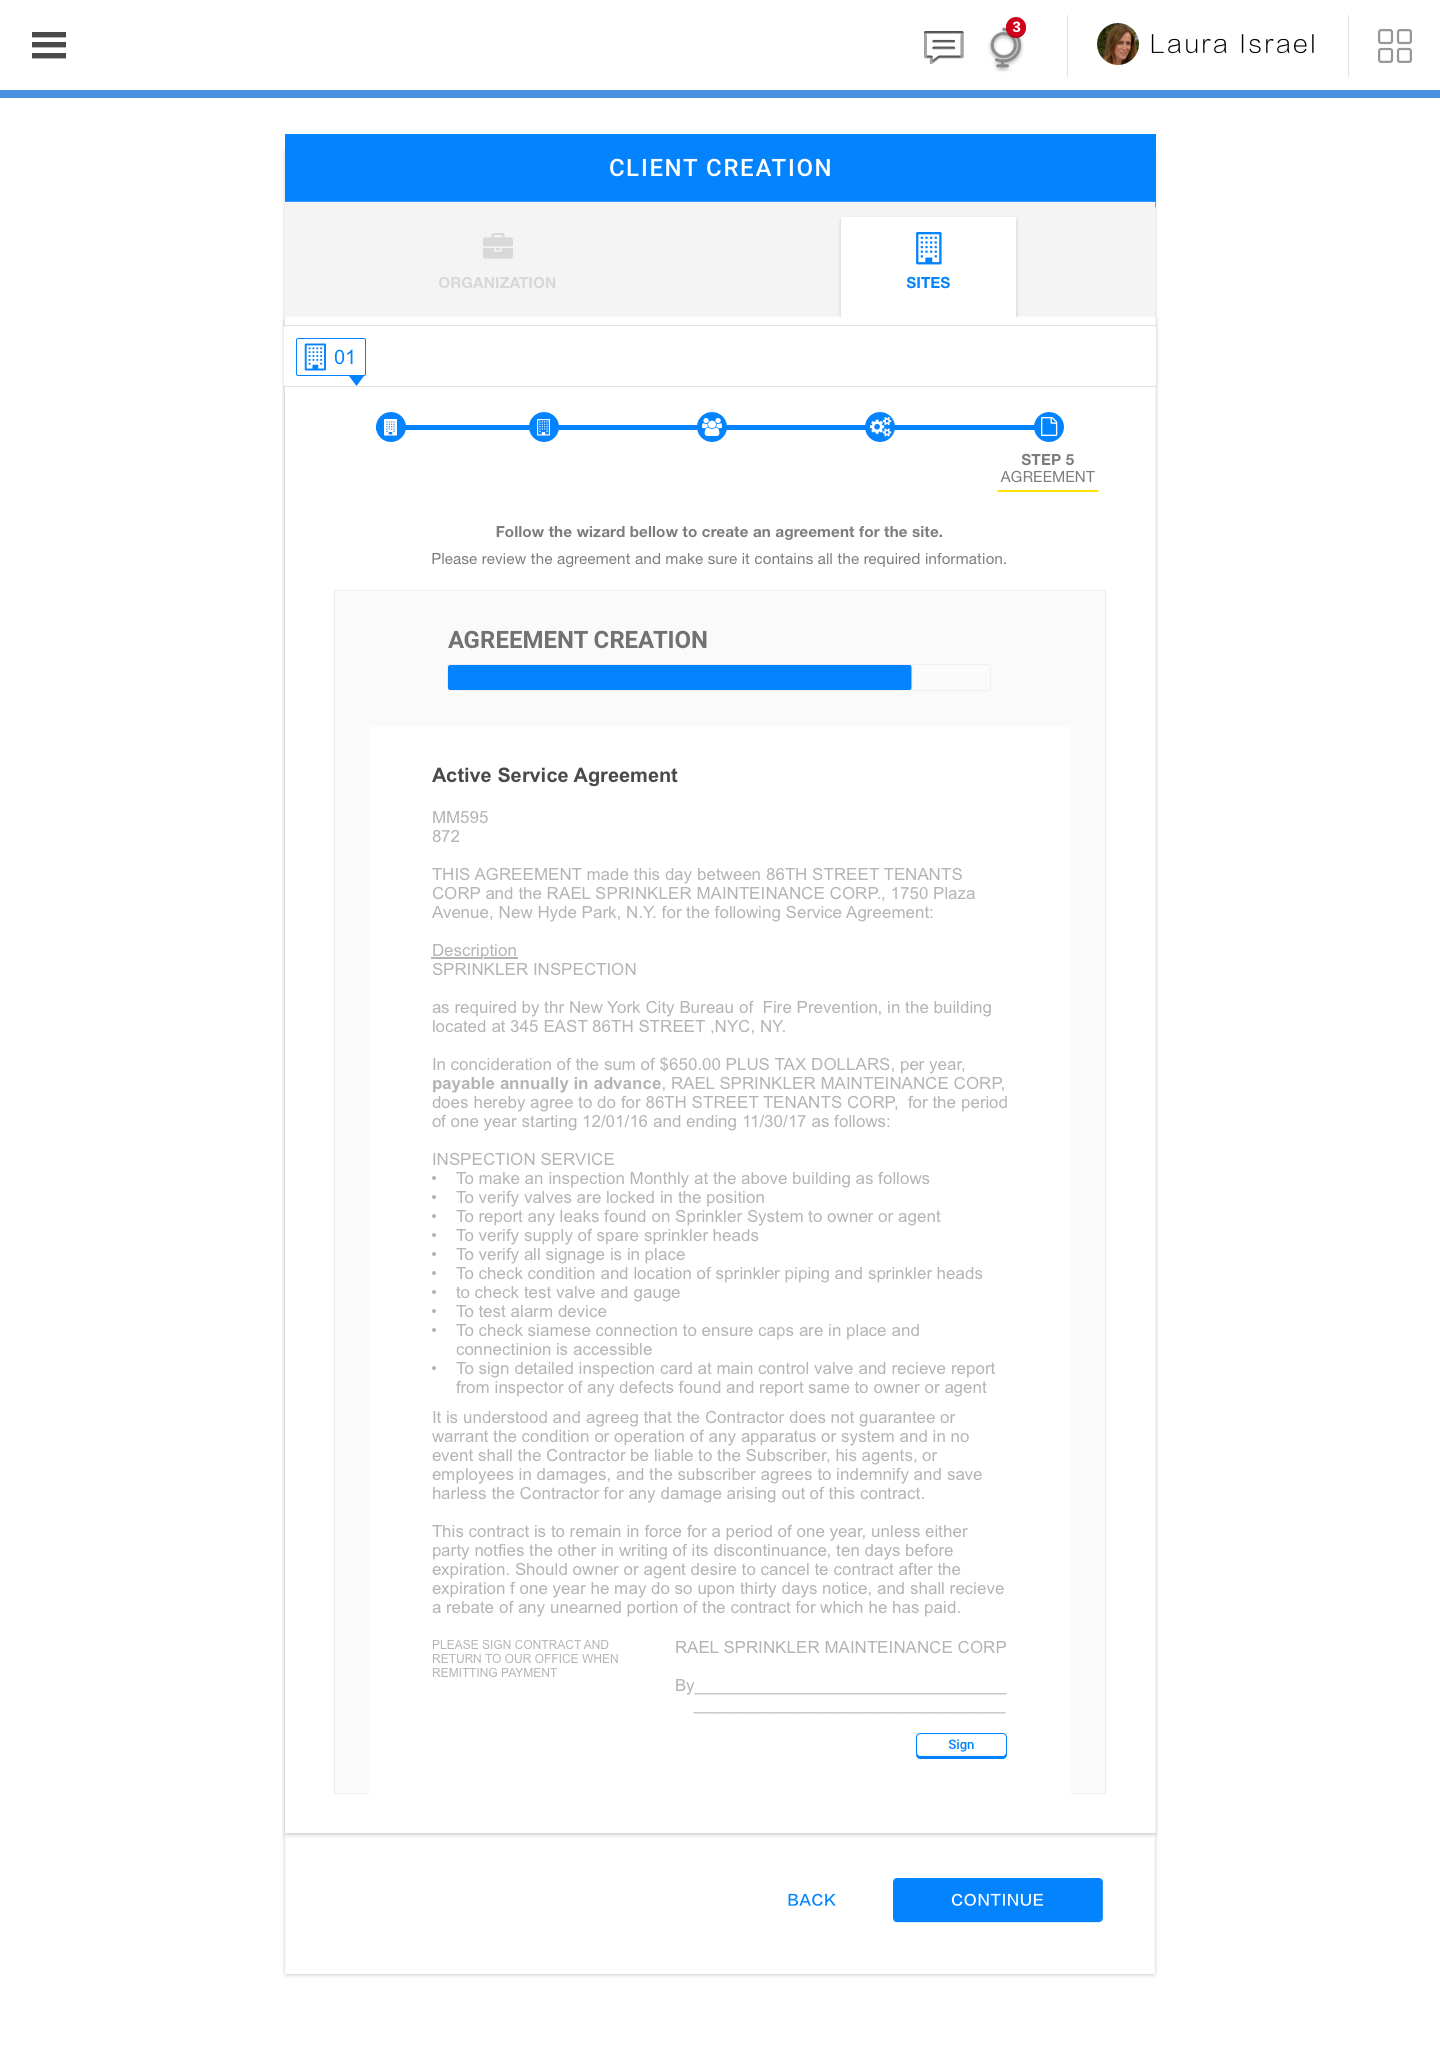 3
Laura Israel
CLIENT CREATION
ORGANIZATION
SITES
01
STEP 5
AGREEMENT
Follow the wizard bellow to create an agreement for the site.
Please review the agreement and make sure it contains all the required information.
AGREEMENT CREATION
Active Service Agreement
MM595
872
THIS AGREEMENT made this day between 86TH STREET TENANTS
CORP and the RAEL SPRINKLER MAINTEINANCE CORP., 1750 Plaza
Avenue, New Hyde Park, N.Y. for the following Service Agreement:
Description
SPRINKLER INSPECTION
as required by thr New York City Bureau of  Fire Prevention, in the building
located at 345 EAST 86TH STREET ,NYC, NY.
In concideration of the sum of $650.00 PLUS TAX DOLLARS, per year,
payable annually in advance, RAEL SPRINKLER MAINTEINANCE CORP,
does hereby agree to do for 86TH STREET TENANTS CORP,  for the period
of one year starting 12/01/16 and ending 11/30/17 as follows:
INSPECTION SERVICE
• To make an inspection Monthly at the above building as follows
• To verify valves are locked in the position
• To report any leaks found on Sprinkler System to owner or agent
• To verify supply of spare sprinkler heads
• To verify all signage is in place
• To check condition and location of sprinkler piping and sprinkler heads
• to check test valve and gauge
• To test alarm device
• To check siamese connection to ensure caps are in place and
connectinion is accessible
• To sign detailed inspection card at main control valve and recieve report
from inspector of any defects found and report same to owner or agent
It is understood and agreeg that the Contractor does not guarantee or
warrant the condition or operation of any apparatus or system and in no
event shall the Contractor be liable to the Subscriber, his agents, or
employees in damages, and the subscriber agrees to indemnify and save
harless the Contractor for any damage arising out of this contract.
This contract is to remain in force for a period of one year, unless either
party notfies the other in writing of its discontinuance, ten days before
expiration. Should owner or agent desire to cancel te contract after the
expiration f one year he may do so upon thirty days notice, and shall recieve
a rebate of any unearned portion of the contract for which he has paid.
PLEASE SIGN CONTRACT AND
RETURN TO OUR OFFICE WHEN
REMITTING PAYMENT
RAEL SPRINKLER MAINTEINANCE CORP
By
Sign
BACK
CONTINUE